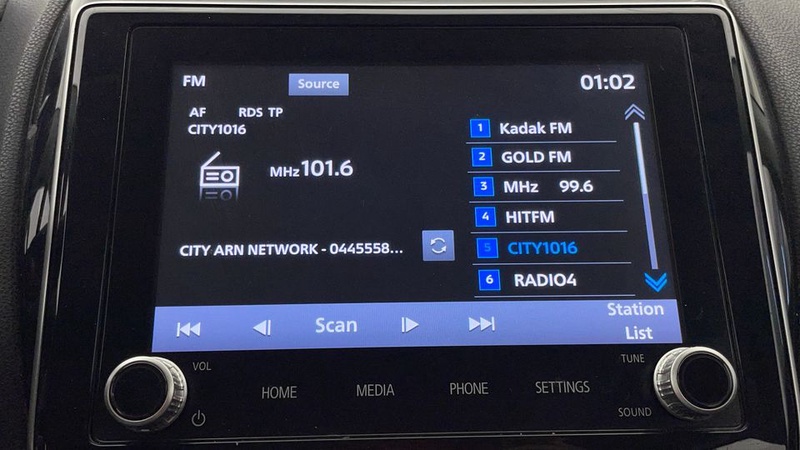 FM
Source
01:02
AF RDS TP
CITY1016
MHz 101.6
CITY ARN NETWORK - 0445558...
1 Kadak FM
2 GOLD FM
3 MHz 99.6
4 HITFM
5 CITY1016
6 RADIO4
Scan
Station
List
VOL
HOME
MEDIA
PHONE
SETTINGS
TUNE
SOUND